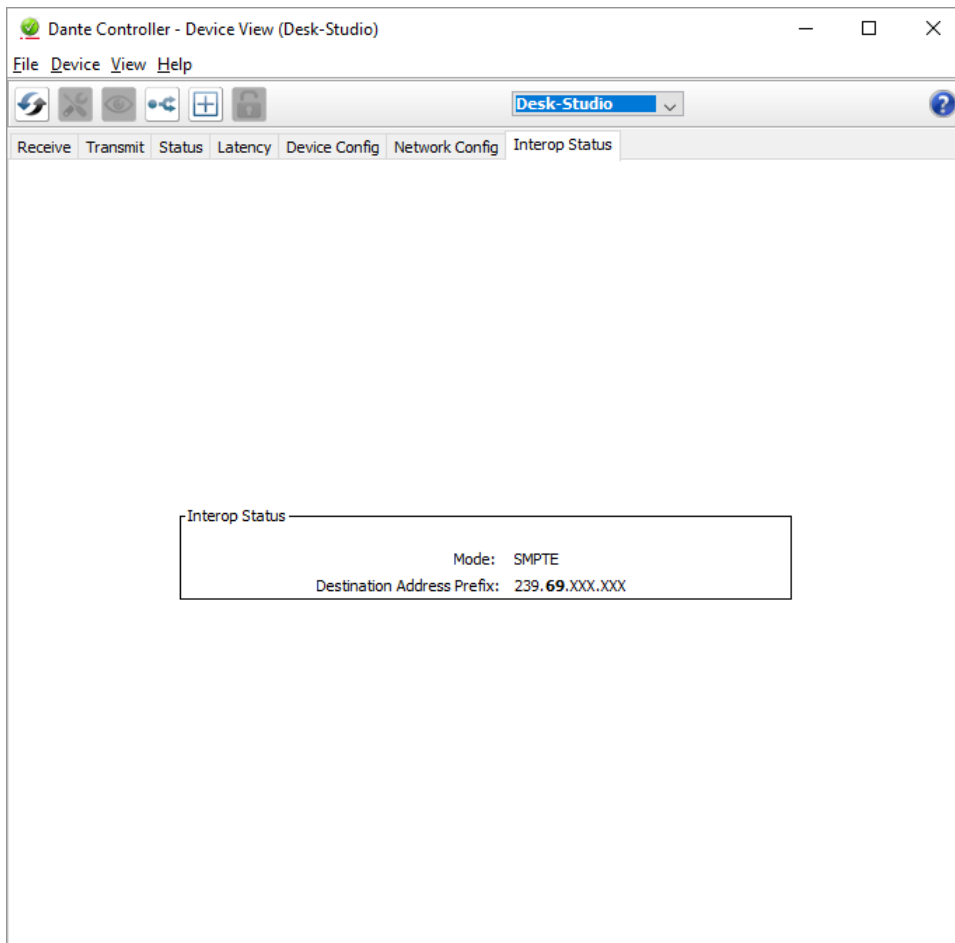 Dante Controller - Device View (Desk-Studio)
File Device View Help
Desk-Studio
?
Receive Transmit Status Latency Device Config Network Config Interop Status
Interop Status
Mode: SMPTE
Destination Address Prefix: 239.69.XXX.XXX